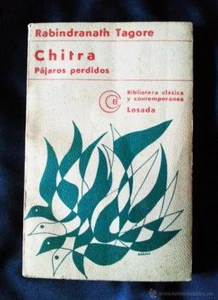 Rabindranath Tagore
Chitra
Pájaros perdidos
Biblioteca clásica
y contemporánea
Losada